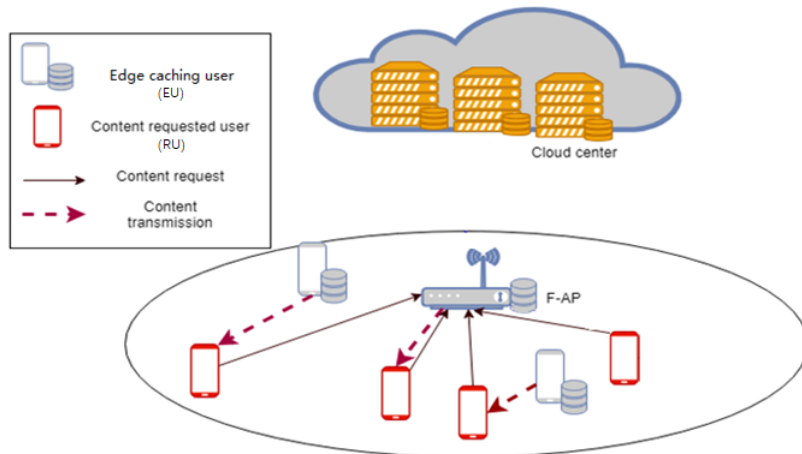 Edge caching user
(EU)
Content requested user
(RU)
Content request
Content
transmission
Cloud center
F-AP